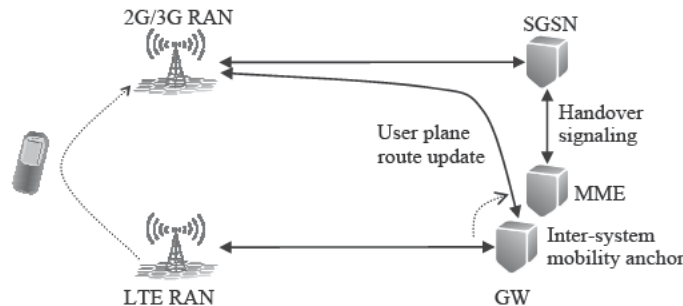 2G/3G RAN
SGSN
User plane
route update
Handover
signaling
MME
Inter-system
mobility anchor
LTE RAN
GW